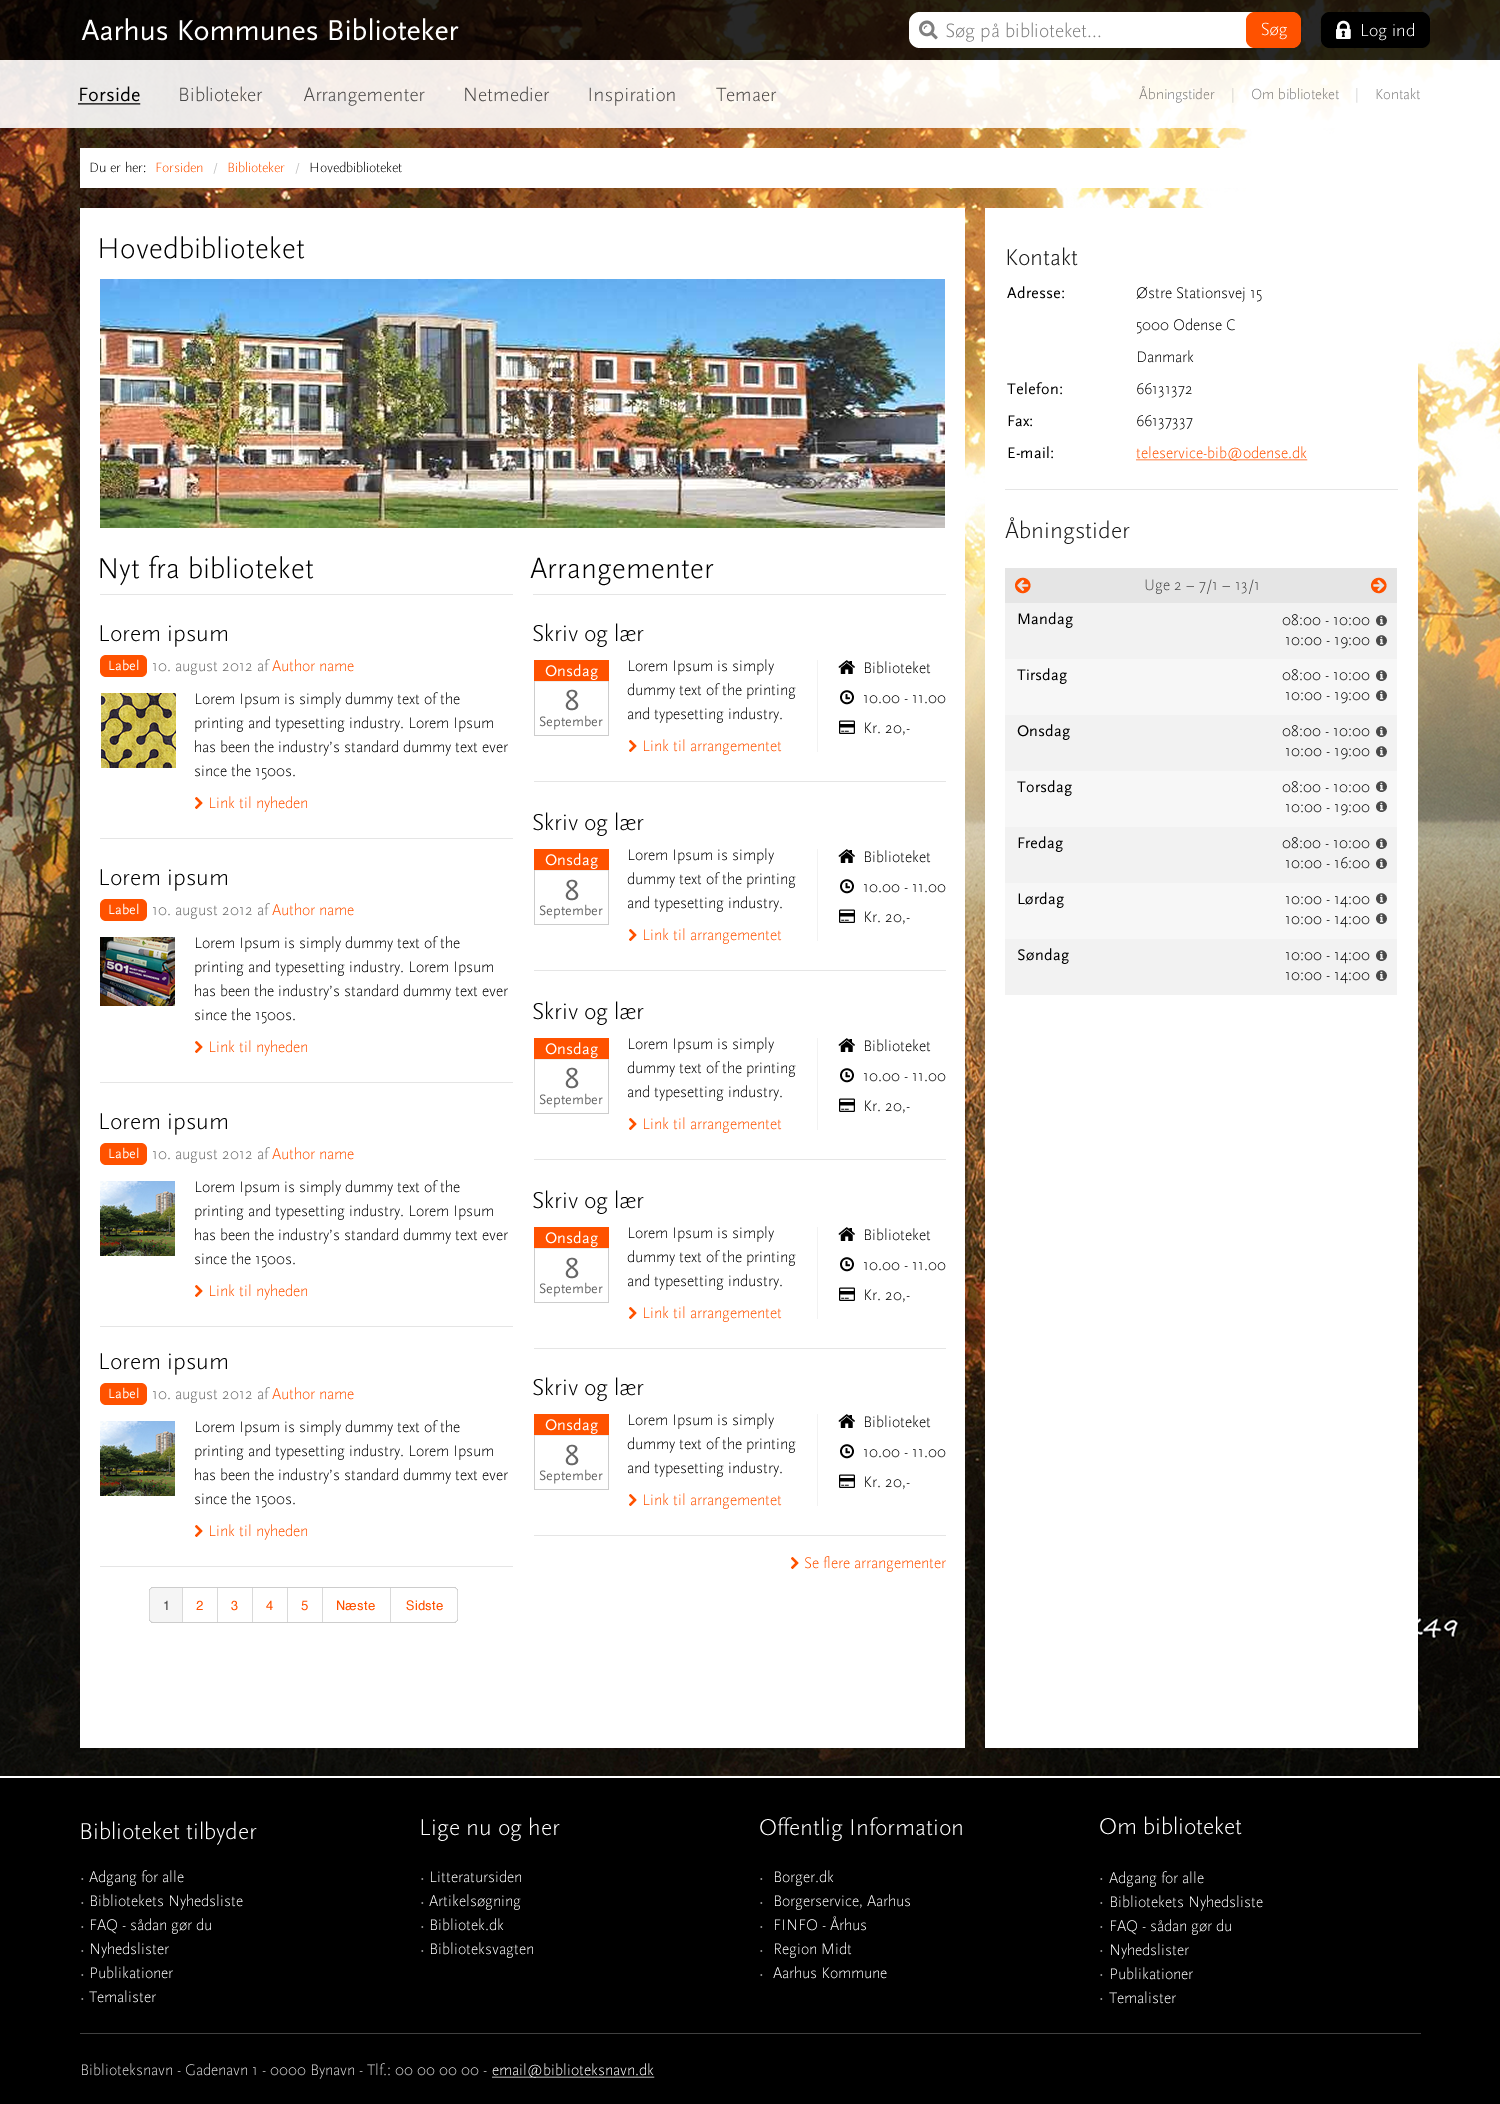 Aarhus Kommunes Biblioteker
Søg på biblioteket...
Søg
Log ind
Forside
Biblioteker
Arrangementer
Netmedier
Inspiration
Temaer
Åbningstider | Om biblioteket | Kontakt
Du er her: Forsiden / Biblioteker / Hovedbiblioteket
Hovedbiblioteket
Nyt fra biblioteket
Lorem ipsum
Label 10. august 2012 af Author name
Lorem Ipsum is simply dummy text of the
printing and typesetting industry. Lorem Ipsum
has been the industry's standard dummy text ever
since the 1500s.
Link til nyheden
Lorem ipsum
Label 10. august 2012 af Author name
501
Lorem Ipsum is simply dummy text of the
printing and typesetting industry. Lorem Ipsum
has been the industry's standard dummy text ever
since the 1500s.
Link til nyheden
Lorem ipsum
Label 10. august 2012 af Author name
Lorem Ipsum is simply dummy text of the
printing and typesetting industry. Lorem Ipsum
has been the industry's standard dummy text ever
since the 1500s.
Link til nyheden
Lorem ipsum
Label 10. august 2012 af Author name
Lorem Ipsum is simply dummy text of the
printing and typesetting industry. Lorem Ipsum
has been the industry's standard dummy text ever
since the 1500s.
Link til nyheden
1 2 3 4 5 Næste Sidste
Arrangementer
Skriv og lær
Onsdag
8
September
Lorem Ipsum is simply
dummy text of the printing
and typesetting industry.
Link til arrangementet
Biblioteket
10.00 - 11.00
Kr. 20,-
Skriv og lær
Onsdag
8
September
Lorem Ipsum is simply
dummy text of the printing
and typesetting industry.
Link til arrangementet
Biblioteket
10.00 - 11.00
Kr. 20,-
Skriv og lær
Onsdag
8
September
Lorem Ipsum is simply
dummy text of the printing
and typesetting industry.
Link til arrangementet
Biblioteket
10.00 - 11.00
Kr. 20,-
Skriv og lær
Onsdag
8
September
Lorem Ipsum is simply
dummy text of the printing
and typesetting industry.
Link til arrangementet
Biblioteket
10.00 - 11.00
Kr. 20,-
Skriv og lær
Onsdag
8
September
Lorem Ipsum is simply
dummy text of the printing
and typesetting industry.
Link til arrangementet
Biblioteket
10.00 - 11.00
Kr. 20,-
Se flere arrangementer
Kontakt
Adresse: Østre Stationsvej 15
5000 Odense C
Danmark
Telefon: 66131372
Fax: 66137337
E-mail: teleservice-bib@odense.dk
Åbningstider
Uge 2 – 7/1 – 13/1
Mandag 08:00 - 10:00
10:00 - 19:00
Tirsdag 08:00 - 10:00
10:00 - 19:00
Onsdag 08:00 - 10:00
10:00 - 19:00
Torsdag 08:00 - 10:00
10:00 - 19:00
Fredag 08:00 - 10:00
10:00 - 16:00
Lørdag 10:00 - 14:00
10:00 - 14:00
Søndag 10:00 - 14:00
10:00 - 14:00
49
Biblioteket tilbyder
· Adgang for alle
· Bibliotekets Nyhedsliste
· FAQ - sådan gør du
· Nyhedslister
· Publikationer
· Temalister
Lige nu og her
· Litteratursiden
· Artikelsøgning
· Bibliotek.dk
· Biblioteksvagten
Offentlig Information
· Borger.dk
· Borgerservice, Aarhus
· FINFO - Århus
· Region Midt
· Aarhus Kommune
Om biblioteket
· Adgang for alle
· Bibliotekets Nyhedsliste
· FAQ - sådan gør du
· Nyhedslister
· Publikationer
· Temalister
Biblioteksnavn - Gadenavn 1 - 0000 Bynavn - Tlf.: 00 00 00 00 - email@biblioteksnavn.dk